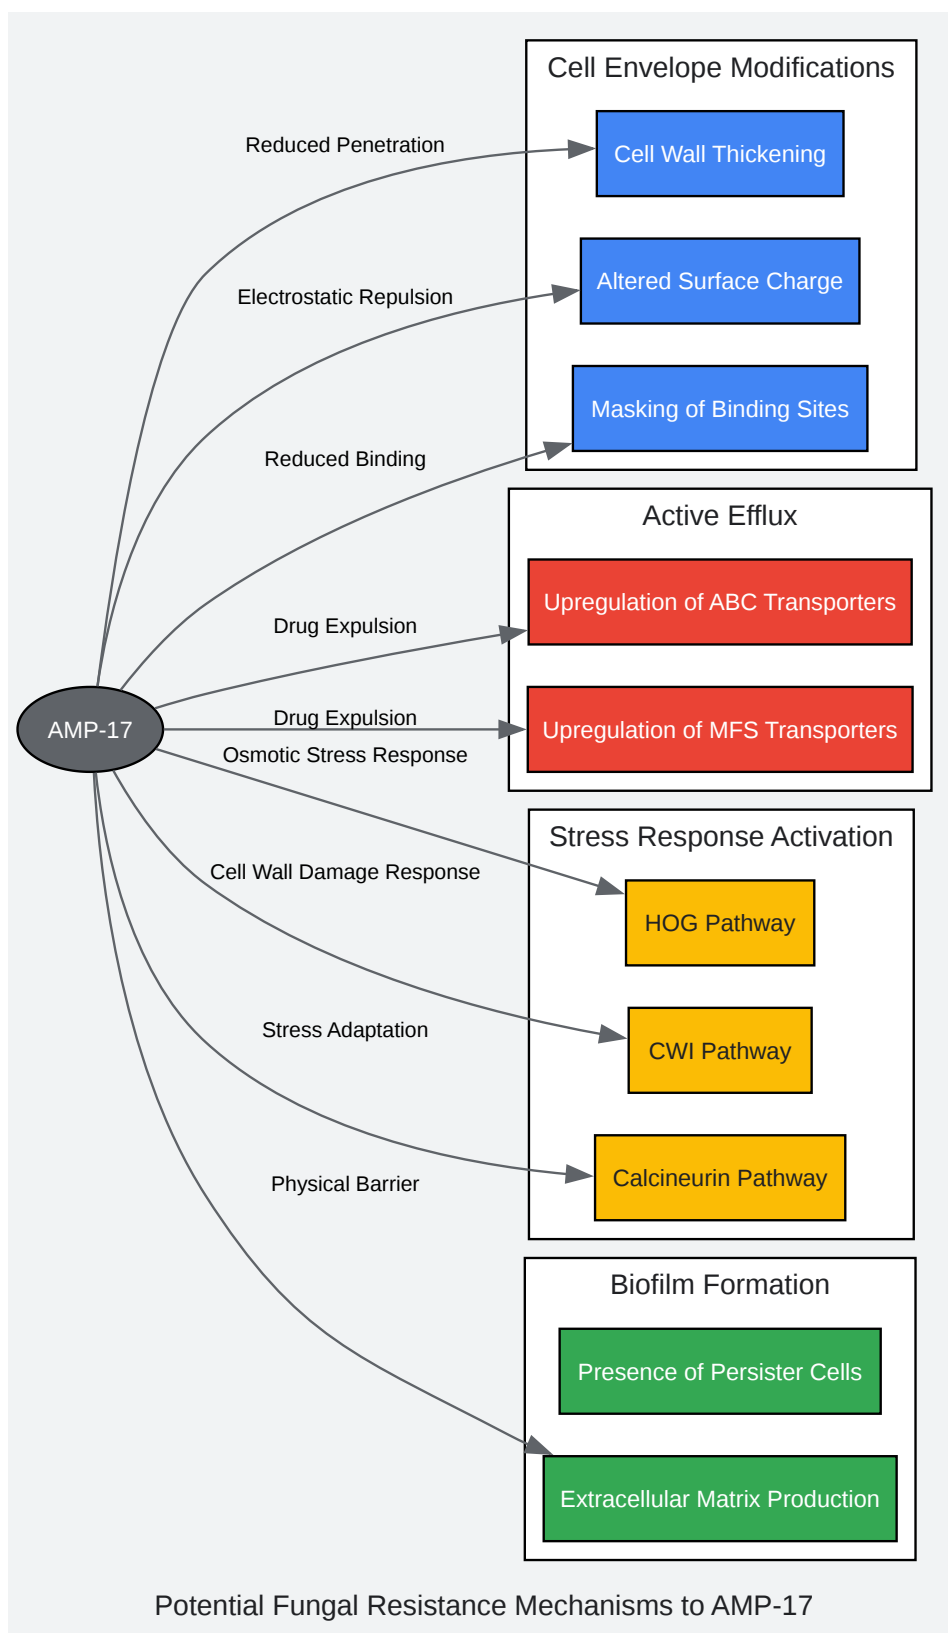 Cell Envelope Modifications
Reduced Penetration
Cell Wall Thickening
Electrostatic Repulsion
Altered Surface Charge
Reduced Binding
Masking of Binding Sites
Active Efflux
Drug Expulsion
Upregulation of ABC Transporters
AMP-17
Drug Expulsion
Upregulation of MFS Transporters
Osmotic Stress Response
Stress Response Activation
Cell Wall Damage Response
HOG Pathway
Stress Adaptation
CWI Pathway
Physical Barrier
Calcineurin Pathway
Biofilm Formation
Presence of Persister Cells
Extracellular Matrix Production
Potential Fungal Resistance Mechanisms to AMP-17